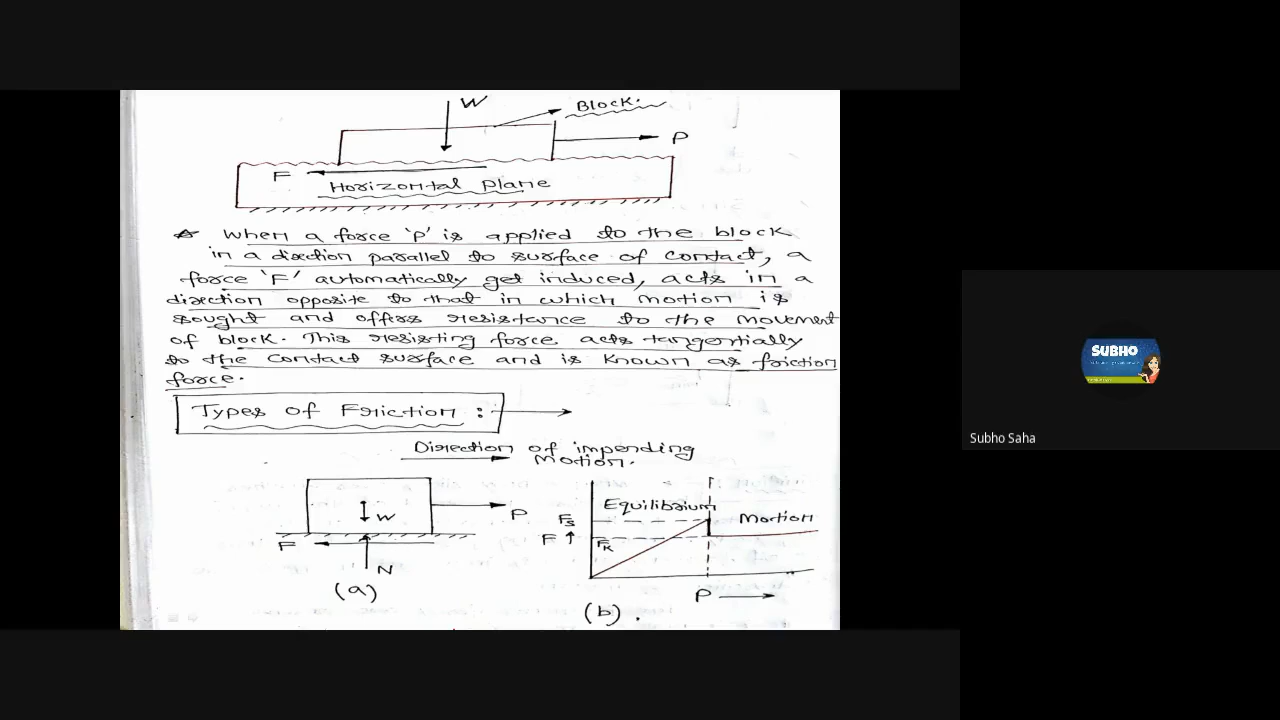 W
Block.
P
F
Horizontal Plane
When a force 'P' is applied to the block
in a direction parallel to surface of contact, a
force 'F' automatically get induced, acts in a
direction opposite to that in which motion is
sought and offers resistance to the movement
of block. This resisting force acts tangentially
to the contact surface and is known as friction
force.
Types of Friction :
Direction of impending
Motion.
W
P
F
N
(a)
Equilibrium
Motion
Fs
F
FK
P
(b) .
SUBHO
Subho Saha